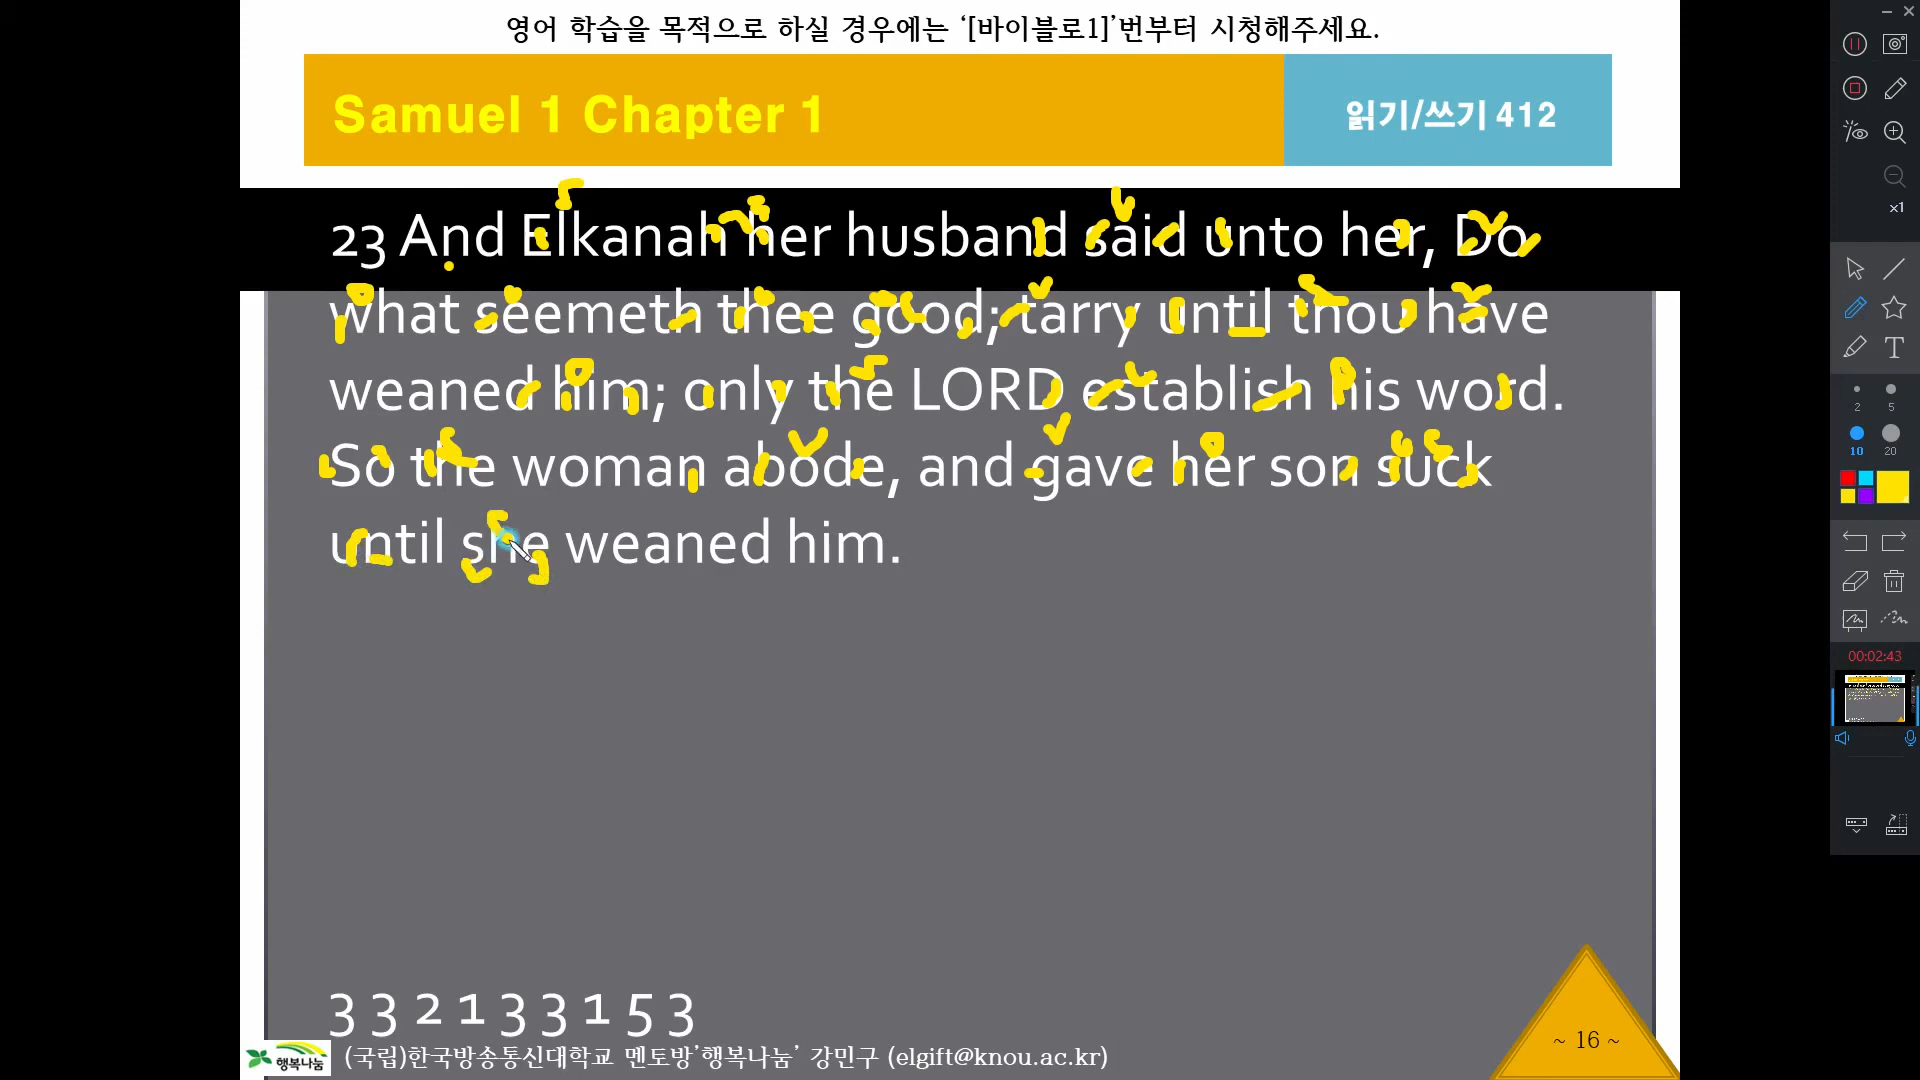 영어 학습을 목적으로 하실 경우에는 ‘[바이블로1]’번부터 시청해주세요.
Samuel 1 Chapter 1
읽기/쓰기 412
23 And Elkanah her husband said unto her, Do
what seemeth thee good; tarry until thou have
weaned him; only the LORD establish his word.
So the woman abode, and gave her son suck
until she weaned him.
3 3 2 1 3 3 1 5 3
행복나눔
(국립)한국방송통신대학교 멘토방’행복나눔’ 강민구 (elgift@knou.ac.kr)
~ 16 ~
x1
2 5
10 20
00:02:43